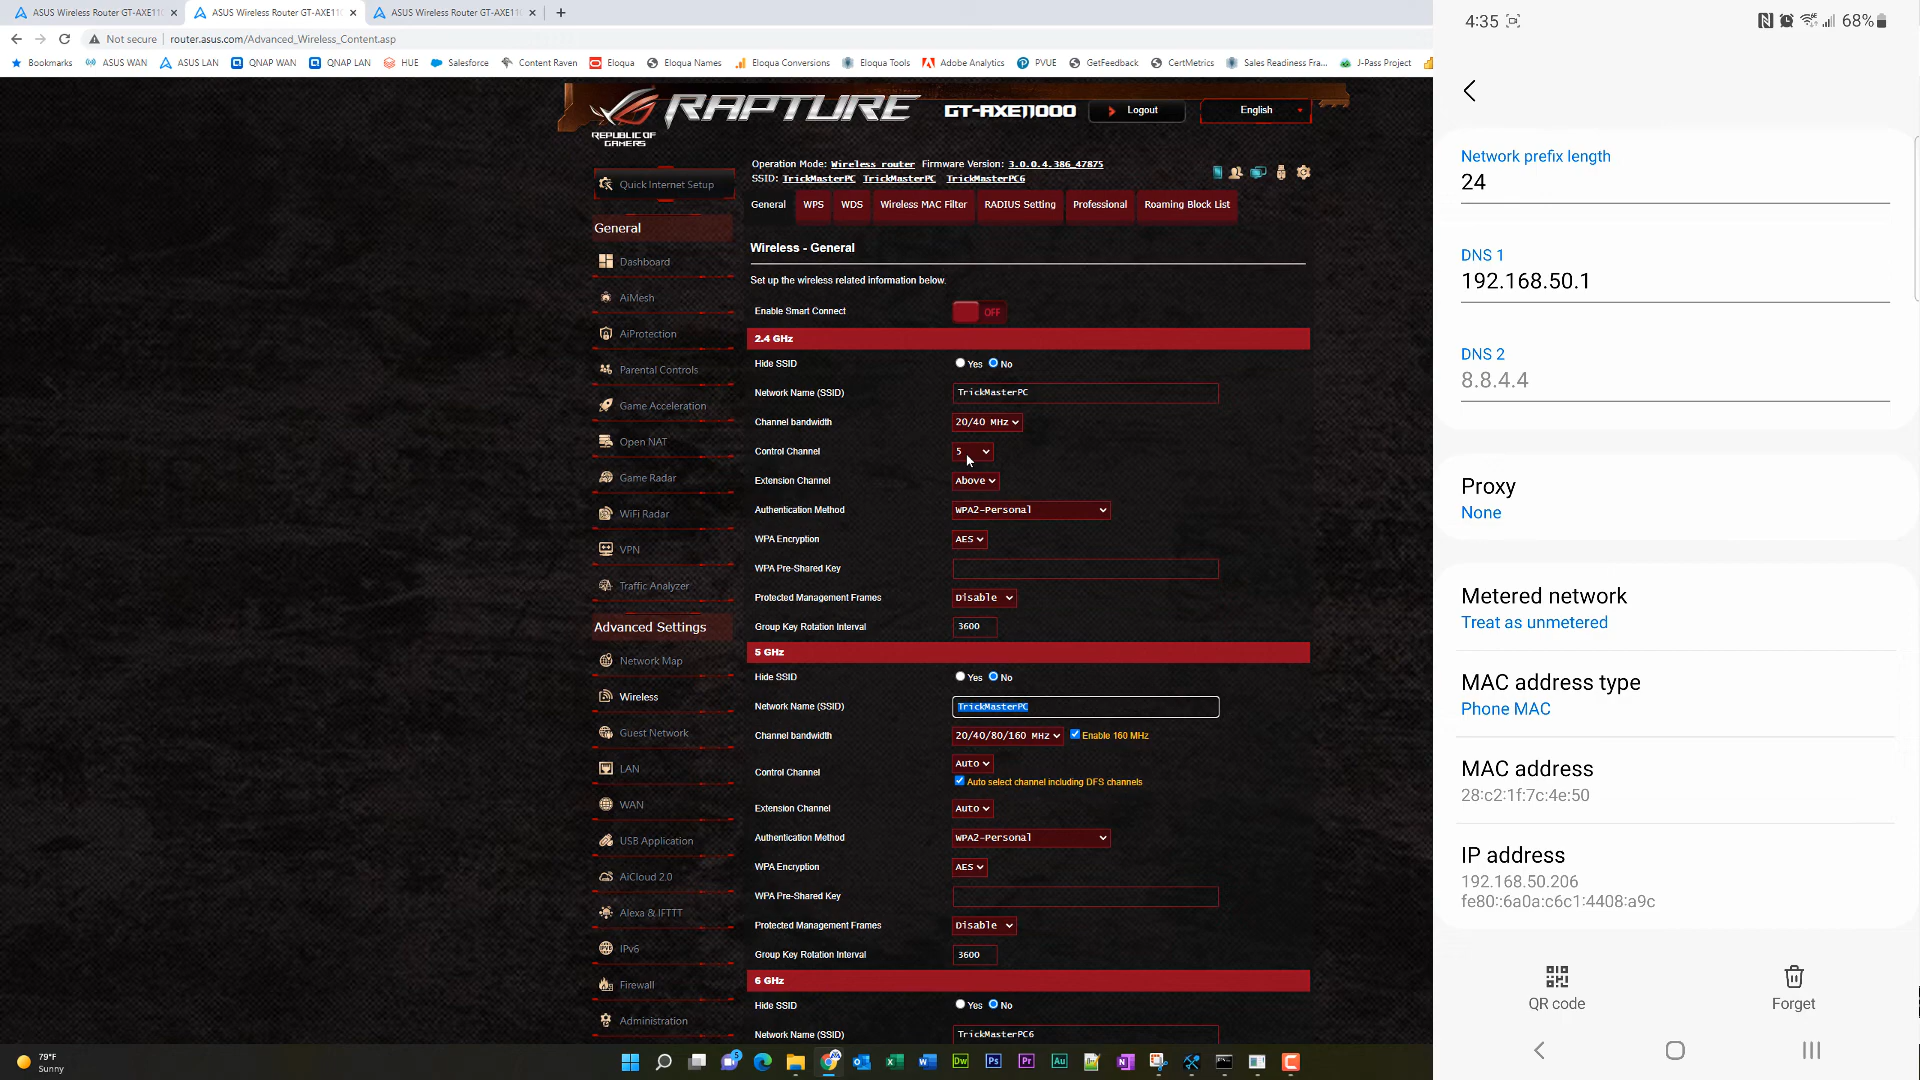 ASUS Wireless Router GT-AXE110
ASUS Wireless Router GT-AXE110
ASUS Wireless Router GT-AXE110
Not secure
router.asus.com/Advanced_Wireless_Content.asp
Bookmarks
ASUS WAN
ASUS LAN
QNAP WAN
QNAP LAN
HUE
Salesforce
Content Raven
Eloqua
Eloqua Names
Eloqua Conversions
Eloqua Tools
Adobe Analytics
PVUE
GetFeedback
CertMetrics
Sales Readiness Fra...
J-Pass Project
REPUBLIC OF GAMERS
RAPTURE
GT-AXE11000
Logout
English
Quick Internet Setup
General
Dashboard
AiMesh
AiProtection
Parental Controls
Game Acceleration
Open NAT
Game Radar
WiFi Radar
VPN
Traffic Analyzer
Advanced Settings
Network Map
Wireless
Guest Network
LAN
WAN
USB Application
AiCloud 2.0
Alexa & IFTTT
IPv6
Firewall
Administration
Operation Mode: Wireless router Firmware Version: 3.0.0.4.386_47875
SSID: TrickMasterPC TrickMasterPC TrickMasterPC6
General WPS WDS Wireless MAC Filter RADIUS Setting Professional Roaming Block List
Wireless - General
Set up the wireless related information below.
Enable Smart Connect OFF
2.4 GHz
Hide SSID Yes No
Network Name (SSID) TrickMasterPC
Channel bandwidth 20/40 MHz
Control Channel 5
Extension Channel Above
Authentication Method WPA2-Personal
WPA Encryption AES
WPA Pre-Shared Key
Protected Management Frames Disable
Group Key Rotation Interval 3600
5 GHz
Hide SSID Yes No
Network Name (SSID) TrickMasterPC
Channel bandwidth 20/40/80/160 MHz Enable 160 MHz
Control Channel Auto
Auto select channel including DFS channels
Extension Channel Auto
Authentication Method WPA2-Personal
WPA Encryption AES
WPA Pre-Shared Key
Protected Management Frames Disable
Group Key Rotation Interval 3600
6 GHz
Hide SSID Yes No
Network Name (SSID) TrickMasterPC6
79°F
Sunny
4:35
68%
Network prefix length
24
DNS 1
192.168.50.1
DNS 2
8.8.4.4
Proxy
None
Metered network
Treat as unmetered
MAC address type
Phone MAC
MAC address
28:c2:1f:7c:4e:50
IP address
192.168.50.206
fe80::6a0a:c6c1:4408:a9c
QR code
Forget